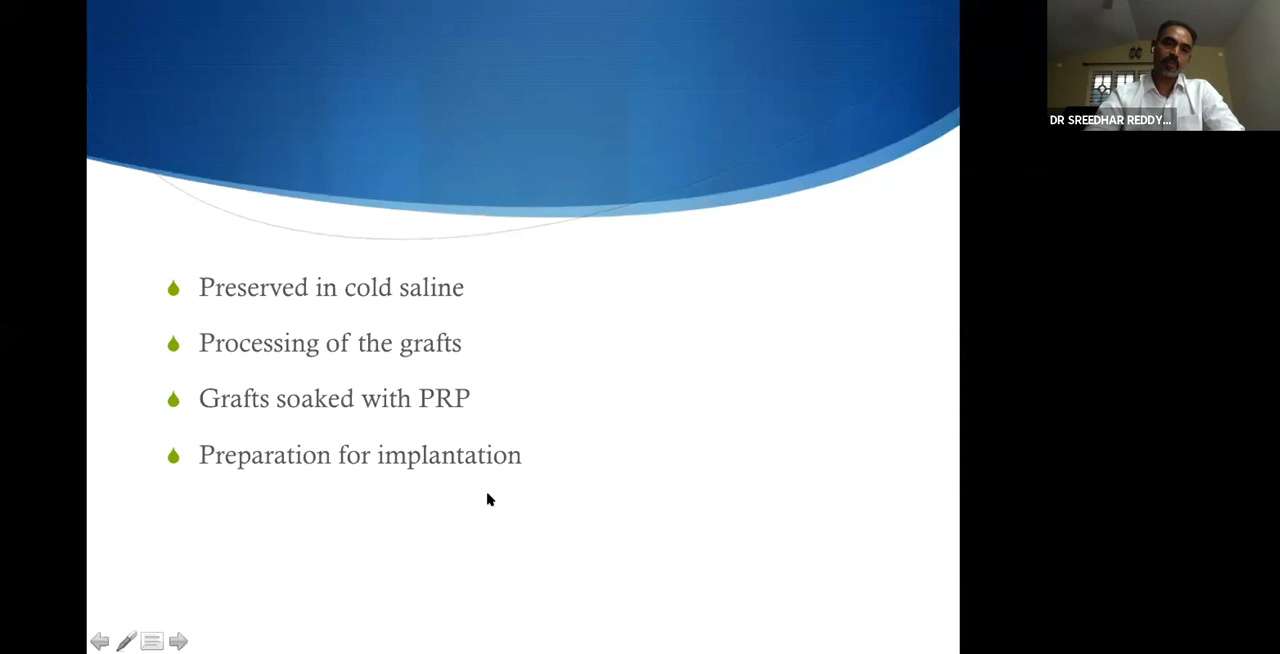 Preserved in cold saline
Processing of the grafts
Grafts soaked with PRP
Preparation for implantation
DR SREEDHAR REDDY...